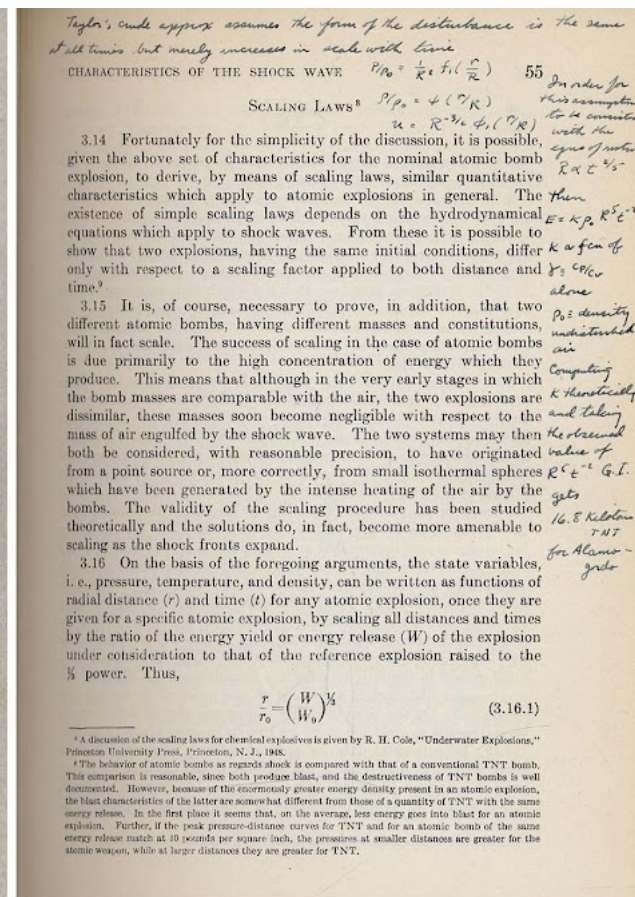 Taylor's crude approx assumes the form of the disturbance is the same
at all times but merely increases in scale with time
CHARACTERISTICS OF THE SHOCK WAVE P/P₀ = 1/R³ f₁(r/R) 55
SCALING LAWS⁸ ρ/ρ₀ = ψ(r/R)
u = R^-3/2 φ₁(r/R)
In order for
this assumption
to be consistent
with the
eqns of motion
R ∝ t^2/5
then
E = Kρ₀ R⁵t⁻²
K a fcn of
γ = Cp/Cv
alone
ρ₀ ≡ density
undisturbed
air
Computing
K theoretically
and taking
the observed
value of
R⁵t⁻² G.I.
gets
16.8 Kiloton
TNT
for Alamo-
gordo
3.14 Fortunately for the simplicity of the discussion, it is possible,
given the above set of characteristics for the nominal atomic bomb
explosion, to derive, by means of scaling laws, similar quantitative
characteristics which apply to atomic explosions in general. The
existence of simple scaling laws depends on the hydrodynamical
equations which apply to shock waves. From these it is possible to
show that two explosions, having the same initial conditions, differ
only with respect to a scaling factor applied to both distance and
time.⁹
3.15 It is, of course, necessary to prove, in addition, that two
different atomic bombs, having different masses and constitutions,
will in fact scale. The success of scaling in the case of atomic bombs
is due primarily to the high concentration of energy which they
produce. This means that although in the very early stages in which
the bomb masses are comparable with the air, the two explosions are
dissimilar, these masses soon become negligible with respect to the
mass of air engulfed by the shock wave. The two systems may then
both be considered, with reasonable precision, to have originated
from a point source or, more correctly, from small isothermal spheres
which have been generated by the intense heating of the air by the
bombs. The validity of the scaling procedure has been studied
theoretically and the solutions do, in fact, become more amenable to
scaling as the shock fronts expand.
3.16 On the basis of the foregoing arguments, the state variables,
i. e., pressure, temperature, and density, can be written as functions of
radial distance (r) and time (t) for any atomic explosion, once they are
given for a specific atomic explosion, by scaling all distances and times
by the ratio of the energy yield or energy release (W) of the explosion
under consideration to that of the reference explosion raised to the
⅓ power. Thus,
r/r₀ = (W/W₀)^⅓ (3.16.1)
⁸ A discussion of the scaling laws for chemical explosives is given by R. H. Cole, "Underwater Explosions,"
Princeton University Press, Princeton, N. J., 1948.
⁹ The behavior of atomic bombs as regards shock is compared with that of a conventional TNT bomb.
This comparison is reasonable, since both produce blast, and the destructiveness of TNT bombs is well
documented. However, because of the enormously greater energy density present in an atomic explosion,
the blast characteristics of the latter are somewhat different from those of a quantity of TNT with the same
energy release. In the first place it seems that, on the average, less energy goes into blast for an atomic
explosion. Further, if the peak pressure-distance curves for TNT and for an atomic bomb of the same
energy release match at 10 pounds per square inch, the pressures at smaller distances are greater for the
atomic weapon, while at larger distances they are greater for TNT.